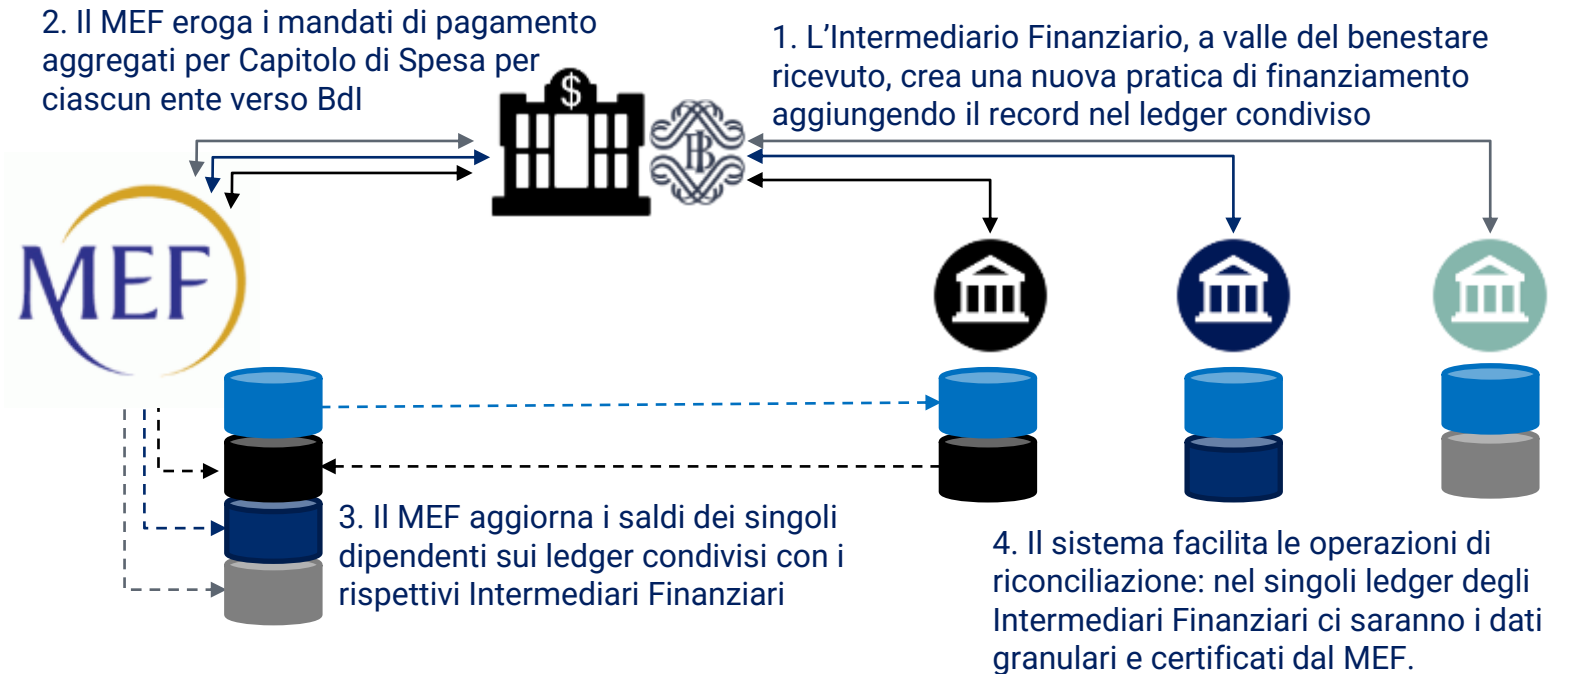 2. Il MEF eroga i mandati di pagamento
aggregati per Capitolo di Spesa per
ciascun ente verso BdI
1. L’Intermediario Finanziario, a valle del benestare
ricevuto, crea una nuova pratica di finanziamento
aggiungendo il record nel ledger condiviso
$
MEF
3. Il MEF aggiorna i saldi dei singoli
dipendenti sui ledger condivisi con i
rispettivi Intermediari Finanziari
4. Il sistema facilita le operazioni di
riconciliazione: nel singoli ledger degli
Intermediari Finanziari ci saranno i dati
granulari e certificati dal MEF.